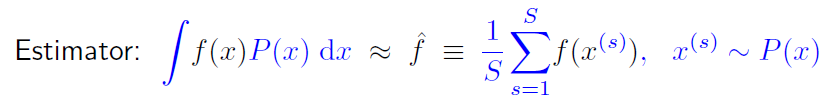 Estimator: ∫ f(x)P(x) dx ≈ f̂ ≡ 1/S ∑_{s=1}^{S} f(x^{(s)}), x^{(s)} ∼ P(x)